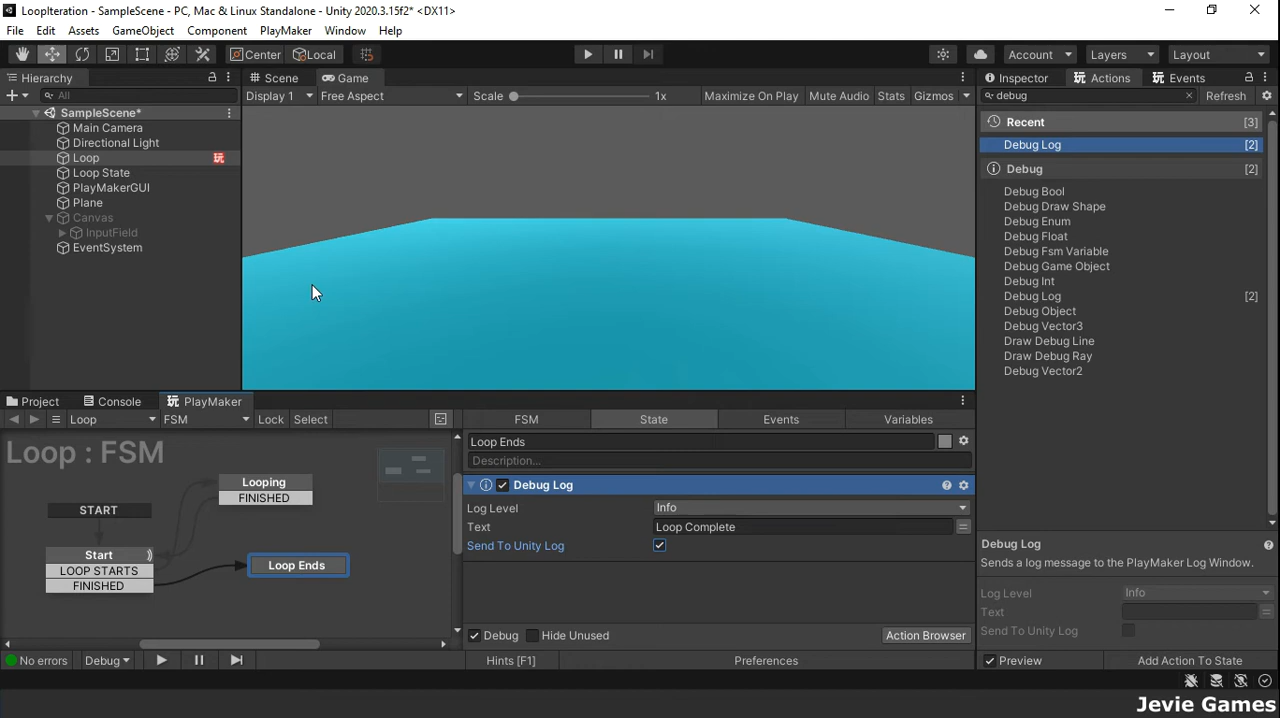 LoopIteration - SampleScene - PC, Mac & Linux Standalone - Unity 2020.3.15f2* <DX11>
File Edit Assets GameObject Component PlayMaker Window Help
Center Local Account Layers Layout
Hierarchy
All
SampleScene*
Main Camera
Directional Light
Loop
玩
Loop State
PlayMakerGUI
Plane
Canvas
InputField
EventSystem
Scene Game
Display 1 Free Aspect Scale 1x Maximize On Play Mute Audio Stats Gizmos
Inspector Actions Events
debug Refresh
Recent [3]
Debug Log [2]
Debug [2]
Debug Bool
Debug Draw Shape
Debug Enum
Debug Float
Debug Fsm Variable
Debug Game Object
Debug Int
Debug Log [2]
Debug Object
Debug Vector3
Draw Debug Line
Draw Debug Ray
Debug Vector2
Debug Log
Sends a log message to the PlayMaker Log Window.
Log Level Info
Text
Send To Unity Log
Preview Add Action To State
Project Console 玩 PlayMaker
Loop FSM Lock Select
Loop : FSM
Looping
FINISHED
START
Start
LOOP STARTS
FINISHED
Loop Ends
No errors Debug
FSM State Events Variables
Loop Ends
Description...
Debug Log
Log Level Info
Text Loop Complete
Send To Unity Log
Debug Hide Unused Action Browser
Hints [F1] Preferences
Jevie Games